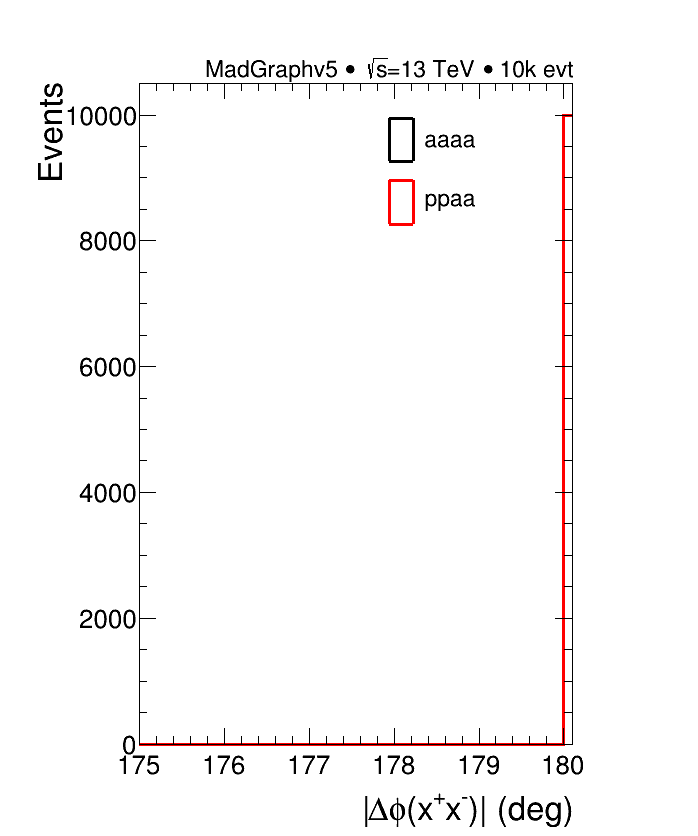 MadGraphv5 • √s=13 TeV • 10k evt
Events
10000
8000
6000
4000
2000
0
aaaa
ppaa
175 176 177 178 179 180
|Δϕ(x⁺x⁻)| (deg)